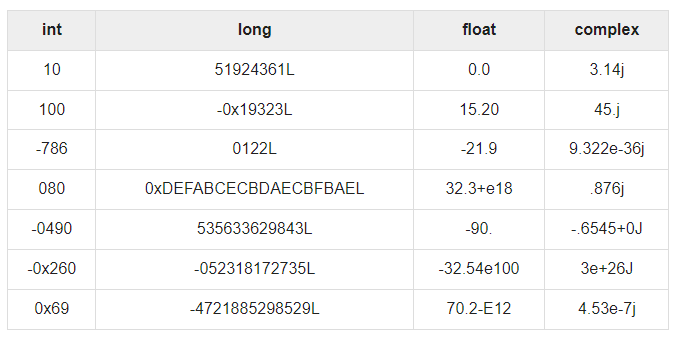 int long float complex
10 51924361L 0.0 3.14j
100 -0x19323L 15.20 45.j
-786 0122L -21.9 9.322e-36j
080 0xDEFABCECBDAECBFBAEL 32.3+e18 .876j
-0490 535633629843L -90. -.6545+0J
-0x260 -052318172735L -32.54e100 3e+26J
0x69 -4721885298529L 70.2-E12 4.53e-7j